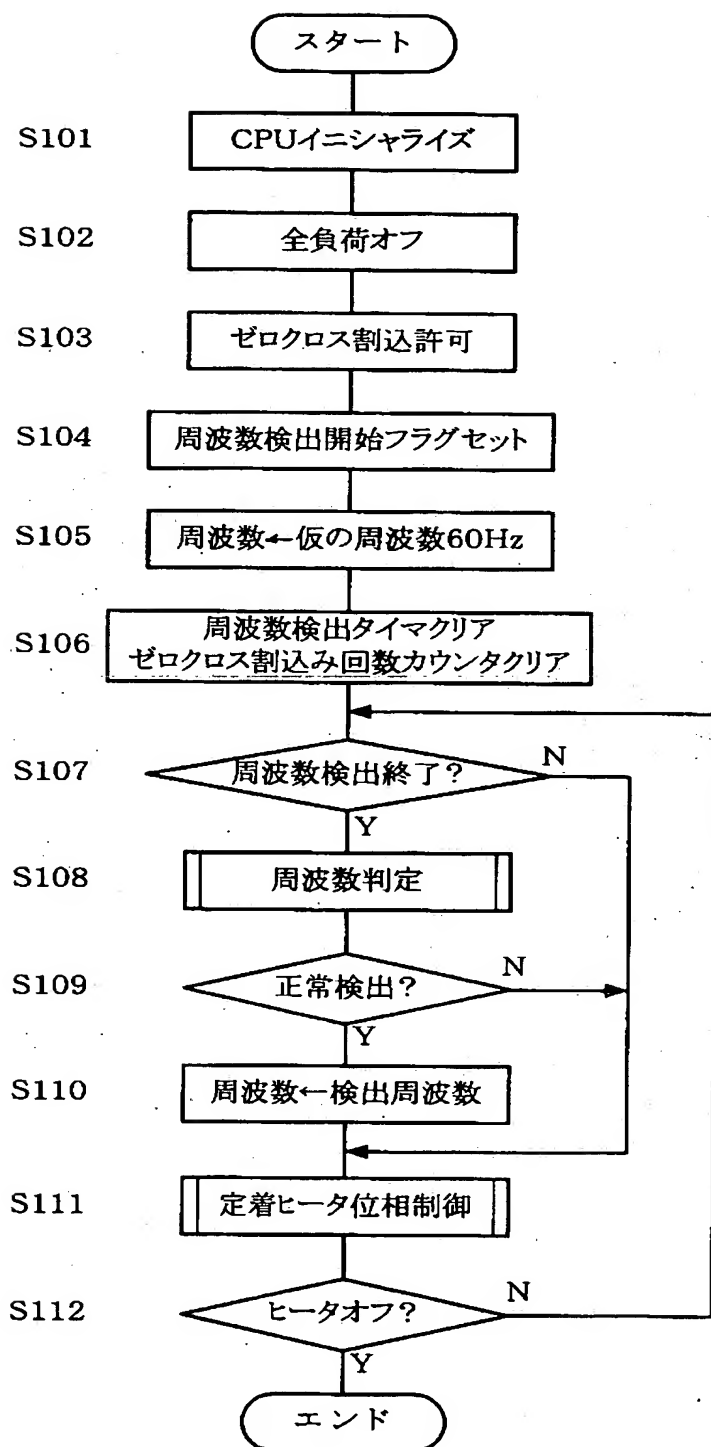 スタート
S101 CPUイニシャライズ
S102 全負荷オフ
S103 ゼロクロス割込許可
S104 周波数検出開始フラグセット
S105 周波数←仮の周波数60Hz
周波数検出タイマクリア
S106 ゼロクロス割込み回数カウンタクリア
S107 周波数検出終了? N
Y
S108 周波数判定
S109 正常検出? N
Y
S110 周波数←検出周波数
S111 定着ヒータ位相制御
S112 ヒータオフ? N
Y
エンド